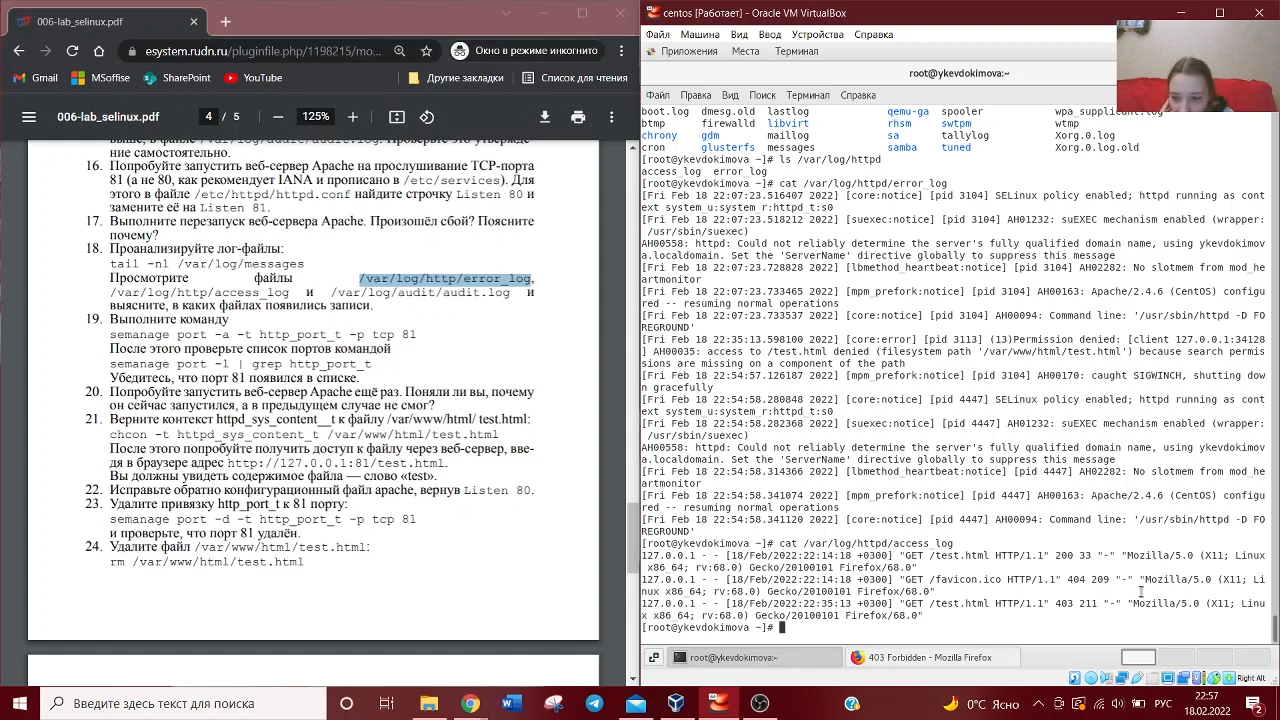 006-lab_selinux.pdf
esystem.rudn.ru/pluginfile.php/1198215/mo...
Окно в режиме инкогнито
Gmail
MSoffise
SharePoint
YouTube
Другие закладки
Список для чтения
006-lab_selinux.pdf
4 / 5
125%
ние самостоятельно.
16. Попробуйте запустить веб-сервер Apache на прослушивание TCP-порта
81 (а не 80, как рекомендует IANA и прописано в /etc/services). Для
этого в файле /etc/httpd/httpd.conf найдите строчку Listen 80 и
замените её на Listen 81.
17. Выполните перезапуск веб-сервера Apache. Произошёл сбой? Поясните
почему?
18. Проанализируйте лог-файлы:
tail -nl /var/log/messages
Просмотрите файлы /var/log/http/error_log,
/var/log/http/access_log и /var/log/audit/audit.log и
выясните, в каких файлах появились записи.
19. Выполните команду
semanage port -a -t http_port_t -р tcp 81
После этого проверьте список портов командой
semanage port -l | grep http_port_t
Убедитесь, что порт 81 появился в списке.
20. Попробуйте запустить веб-сервер Apache ещё раз. Поняли ли вы, почему
он сейчас запустился, а в предыдущем случае не смог?
21. Верните контекст httpd_sys_cоntent__t к файлу /var/www/html/ test.html:
chcon -t httpd_sys_content_t /var/www/html/test.html
После этого попробуйте получить доступ к файлу через веб-сервер, вве-
дя в браузере адрес http://127.0.0.1:81/test.html.
Вы должны увидеть содержимое файла — слово «test».
22. Исправьте обратно конфигурационный файл apache, вернув Listen 80.
23. Удалите привязку http_port_t к 81 порту:
semanage port -d -t http_port_t -p tcp 81
и проверьте, что порт 81 удалён.
24. Удалите файл /var/www/html/test.html:
rm /var/www/html/test.html
centos [Работает] - Oracle VM VirtualBox
Файл Машина Вид Ввод Устройства Справка
Приложения Места Терминал
root@ykevdokimova:~
Файл Правка Вид Поиск Терминал Справка
boot.log dmesg.old lastlog qemu-ga spooler wpa_supplicant.log
btmp firewalld libvirt rhsm swtpm wtmp
chrony gdm maillog sa tallylog Xorg.0.log
cron glusterfs messages samba tuned Xorg.0.log.old
[root@ykevdokimova ~]# ls /var/log/httpd
access_log error_log
[root@ykevdokimova ~]# cat /var/log/httpd/error_log
[Fri Feb 18 22:07:23.516407 2022] [core:notice] [pid 3104] SELinux policy enabled; httpd running as cont
ext system_u:system_r:httpd_t:s0
[Fri Feb 18 22:07:23.518212 2022] [suexec:notice] [pid 3104] AH01232: suEXEC mechanism enabled (wrapper:
/usr/sbin/suexec)
AH00558: httpd: Could not reliably determine the server's fully qualified domain name, using ykevdokimov
a.localdomain. Set the 'ServerName' directive globally to suppress this message
[Fri Feb 18 22:07:23.728828 2022] [lbmethod_heartbeat:notice] [pid 3104] AH02282: No slotmem from mod_he
artmonitor
[Fri Feb 18 22:07:23.733465 2022] [mpm_prefork:notice] [pid 3104] AH00163: Apache/2.4.6 (CentOS) configu
red -- resuming normal operations
[Fri Feb 18 22:07:23.733537 2022] [core:notice] [pid 3104] AH00094: Command line: '/usr/sbin/httpd -D FO
REGROUND'
[Fri Feb 18 22:35:13.598100 2022] [core:error] [pid 3113] (13)Permission denied: [client 127.0.0.1:34128
] AH00035: access to /test.html denied (filesystem path '/var/www/html/test.html') because search permis
sions are missing on a component of the path
[Fri Feb 18 22:54:57.126187 2022] [mpm_prefork:notice] [pid 3104] AH00170: caught SIGWINCH, shutting dow
n gracefully
[Fri Feb 18 22:54:58.280848 2022] [core:notice] [pid 4447] SELinux policy enabled; httpd running as cont
ext system_u:system_r:httpd_t:s0
[Fri Feb 18 22:54:58.282368 2022] [suexec:notice] [pid 4447] AH01232: suEXEC mechanism enabled (wrapper:
/usr/sbin/suexec)
AH00558: httpd: Could not reliably determine the server's fully qualified domain name, using ykevdokimov
a.localdomain. Set the 'ServerName' directive globally to suppress this message
[Fri Feb 18 22:54:58.314366 2022] [lbmethod_heartbeat:notice] [pid 4447] AH02282: No slotmem from mod_he
artmonitor
[Fri Feb 18 22:54:58.341074 2022] [mpm_prefork:notice] [pid 4447] AH00163: Apache/2.4.6 (CentOS) configu
red -- resuming normal operations
[Fri Feb 18 22:54:58.341120 2022] [core:notice] [pid 4447] AH00094: Command line: '/usr/sbin/httpd -D FO
REGROUND'
[root@ykevdokimova ~]# cat /var/log/httpd/access_log
127.0.0.1 - - [18/Feb/2022:22:14:18 +0300] "GET /test.html HTTP/1.1" 200 33 "-" "Mozilla/5.0 (X11; Linux
x86_64; rv:68.0) Gecko/20100101 Firefox/68.0"
127.0.0.1 - - [18/Feb/2022:22:14:18 +0300] "GET /favicon.ico HTTP/1.1" 404 209 "-" "Mozilla/5.0 (X11; Li
nux x86_64; rv:68.0) Gecko/20100101 Firefox/68.0"
127.0.0.1 - - [18/Feb/2022:22:35:13 +0300] "GET /test.html HTTP/1.1" 403 211 "-" "Mozilla/5.0 (X11; Linu
x x86_64; rv:68.0) Gecko/20100101 Firefox/68.0"
[root@ykevdokimova ~]#
root@ykevdokimova:~
403 Forbidden - Mozilla Firefox
Right Alt
Введите здесь текст для поиска
0°C Ясно
РУС
22:57
18.02.2022
2